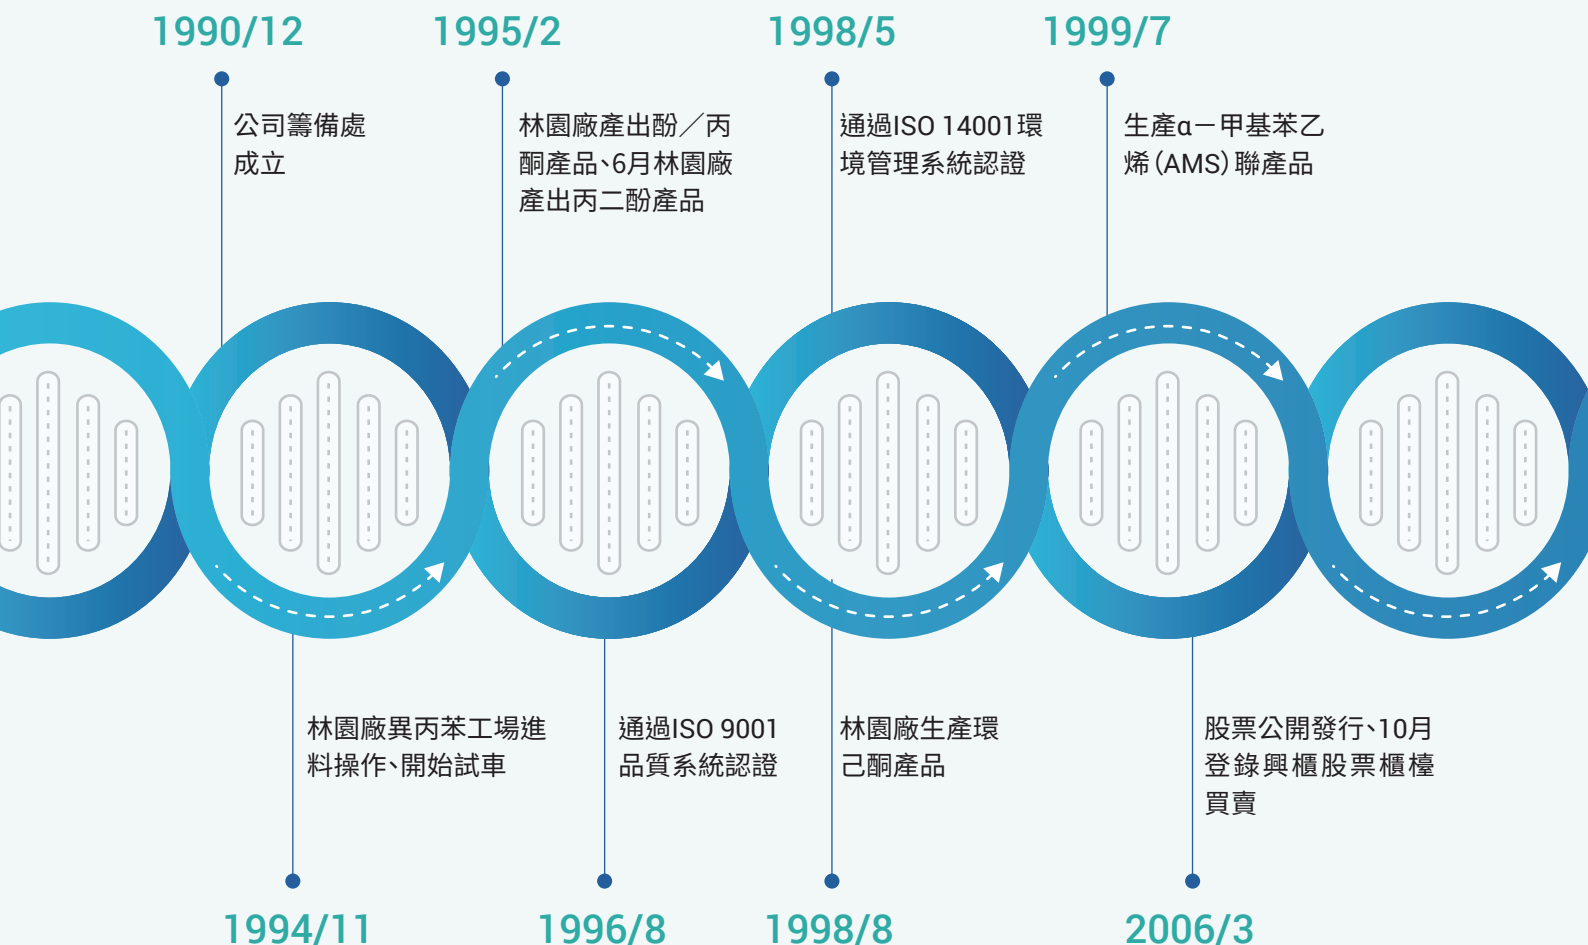 1990/12
公司籌備處
成立
1995/2
林園廠產出酚／丙
酮產品、6月林園廠
產出丙二酚產品
1998/5
通過ISO 14001環
境管理系統認證
1999/7
生產α－甲基苯乙
烯（AMS）聯產品
林園廠異丙苯工場進
料操作、開始試車
1994/11
通過ISO 9001
品質系統認證
1996/8
林園廠生產環
己酮產品
1998/8
股票公開發行、10月
登錄興櫃股票櫃檯
買賣
2006/3